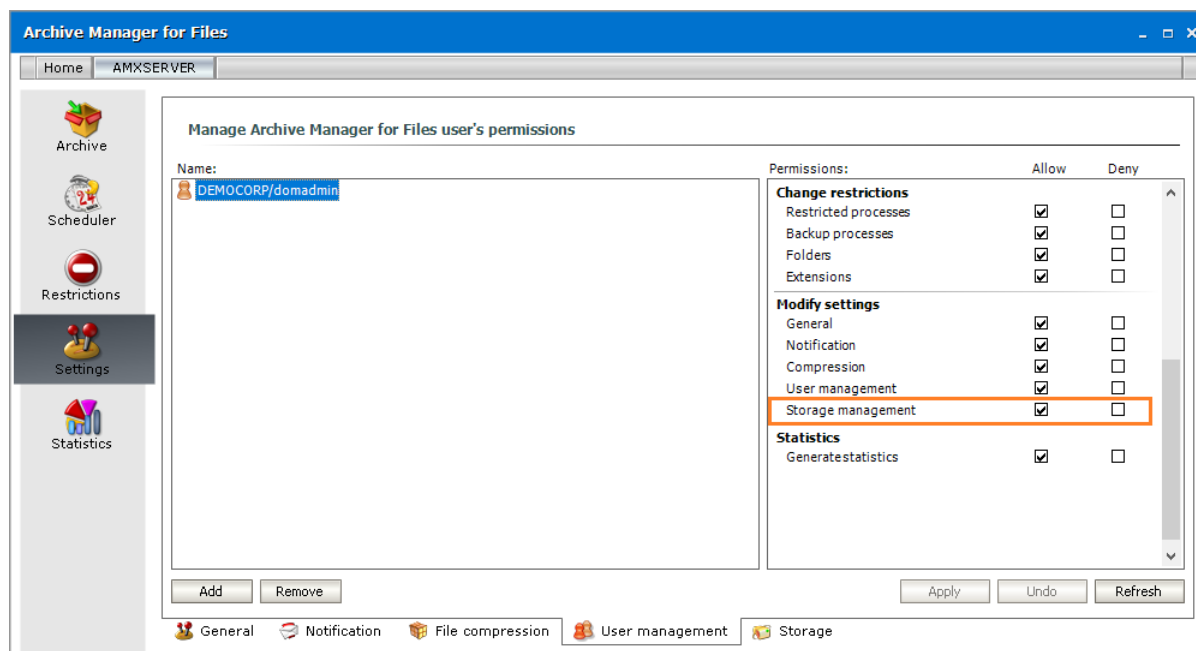 Archive Manager for Files
Home AMXSERVER
Archive
Scheduler
Restrictions
Settings
Statistics
Manage Archive Manager for Files user's permissions
Name:
DEMOCORP/domadmin
Permissions: Allow Deny
Change restrictions
Restricted processes
Backup processes
Folders
Extensions
Modify settings
General
Notification
Compression
User management
Storage management
Statistics
Generatestatistics
Add Remove Apply Undo Refresh
General Notification File compression User management Storage